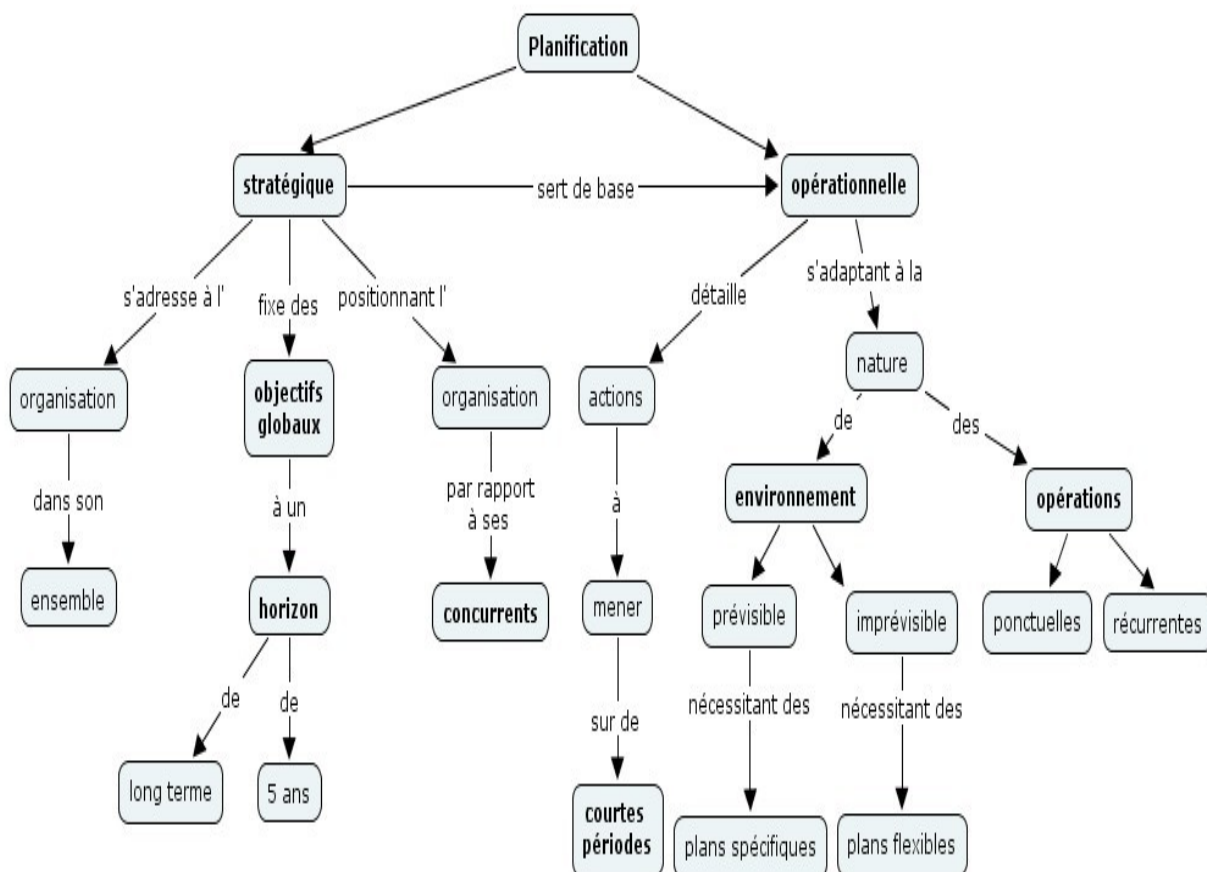 Planification
stratégique
sert de base
opérationnelle
s'adresse à l'
fixe des
positionnant l'
détaille
s'adaptant à la
organisation
objectifs
globaux
organisation
actions
nature
dans son
à un
par rapport
à ses
à
de
des
environnement
opérations
ensemble
horizon
concurrents
mener
prévisible
imprévisible
ponctuelles
récurrentes
de
de
sur de
nécessitant des
nécessitant des
long terme
5 ans
courtes
périodes
plans spécifiques
plans flexibles